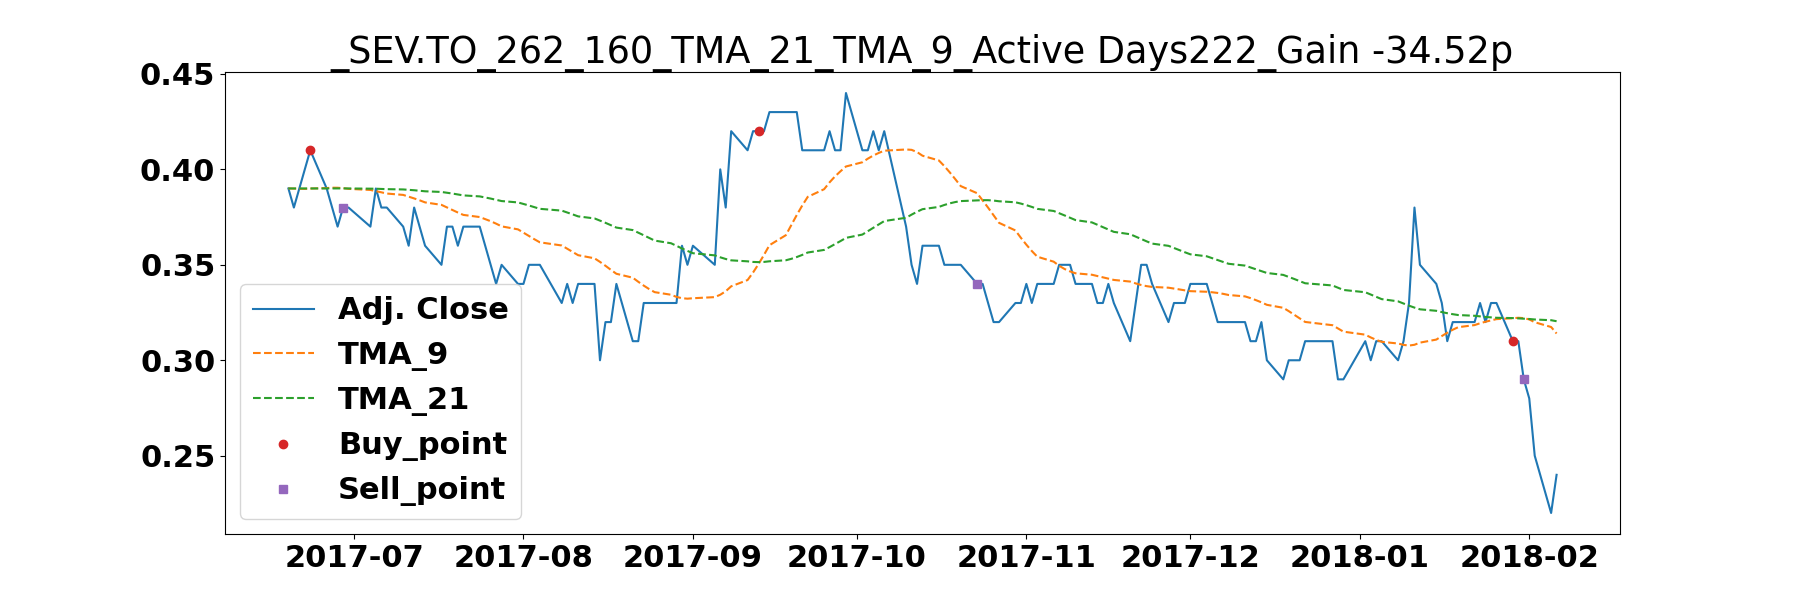 _SEV.TO_262_160_TMA_21_TMA_9_Active Days222_Gain -34.52p
0.45
0.40
0.35
0.30
0.25
Adj. Close
TMA_9
TMA_21
Buy_point
Sell_point
2017-07 2017-08 2017-09 2017-10 2017-11 2017-12 2018-01 2018-02